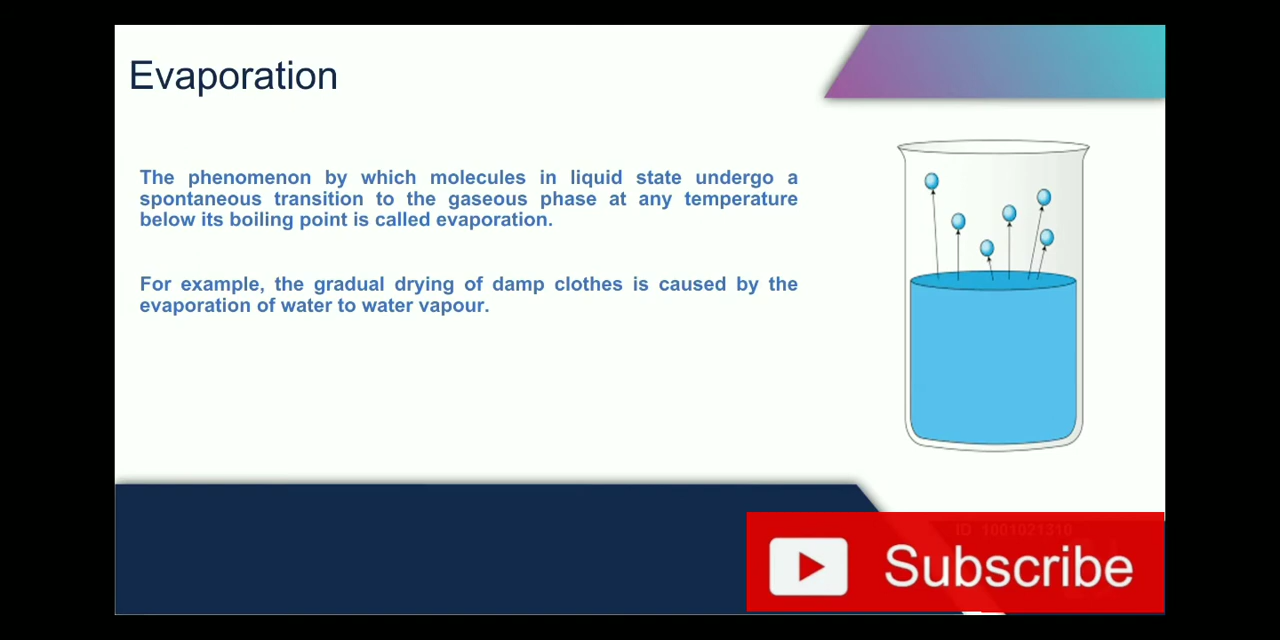 Evaporation
The phenomenon by which molecules in liquid state undergo a
spontaneous transition to the gaseous phase at any temperature
below its boiling point is called evaporation.
For example, the gradual drying of damp clothes is caused by the
evaporation of water to water vapour.
ID 1001021310
Subscribe